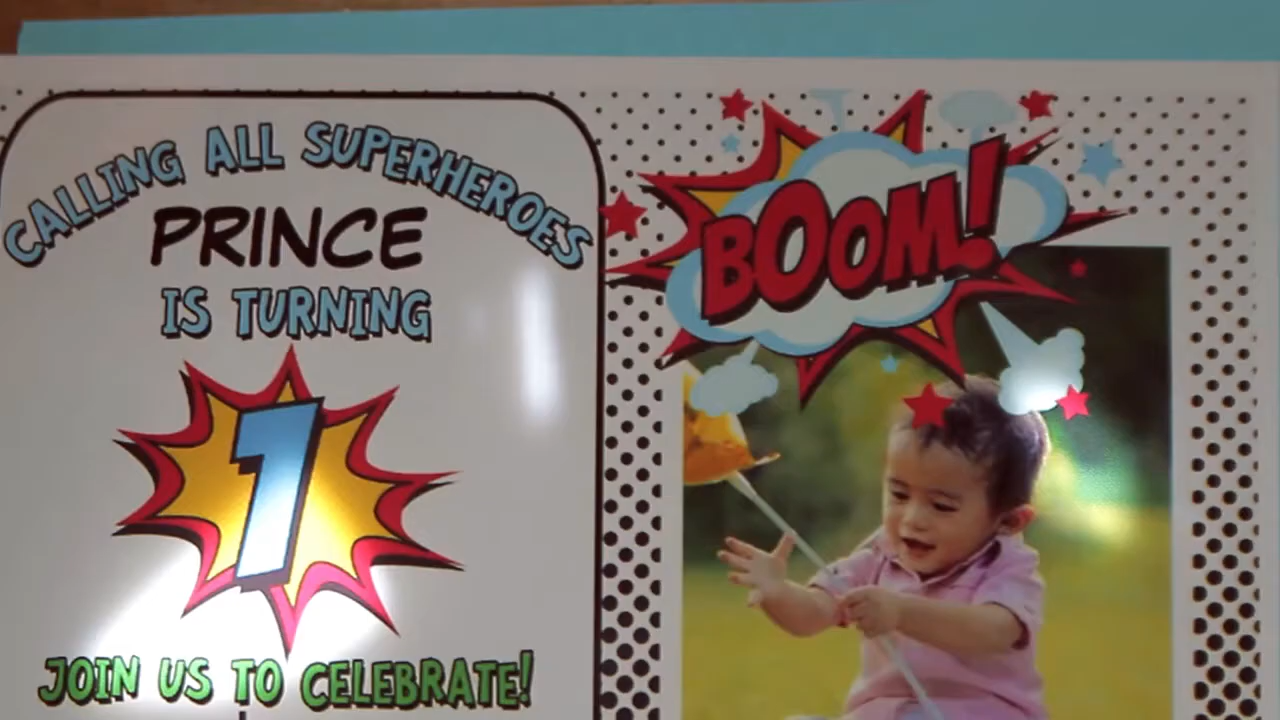 CALLING ALL SUPERHEROES
PRINCE
IS TURNING
1
JOIN US TO CELEBRATE!
BOOM!